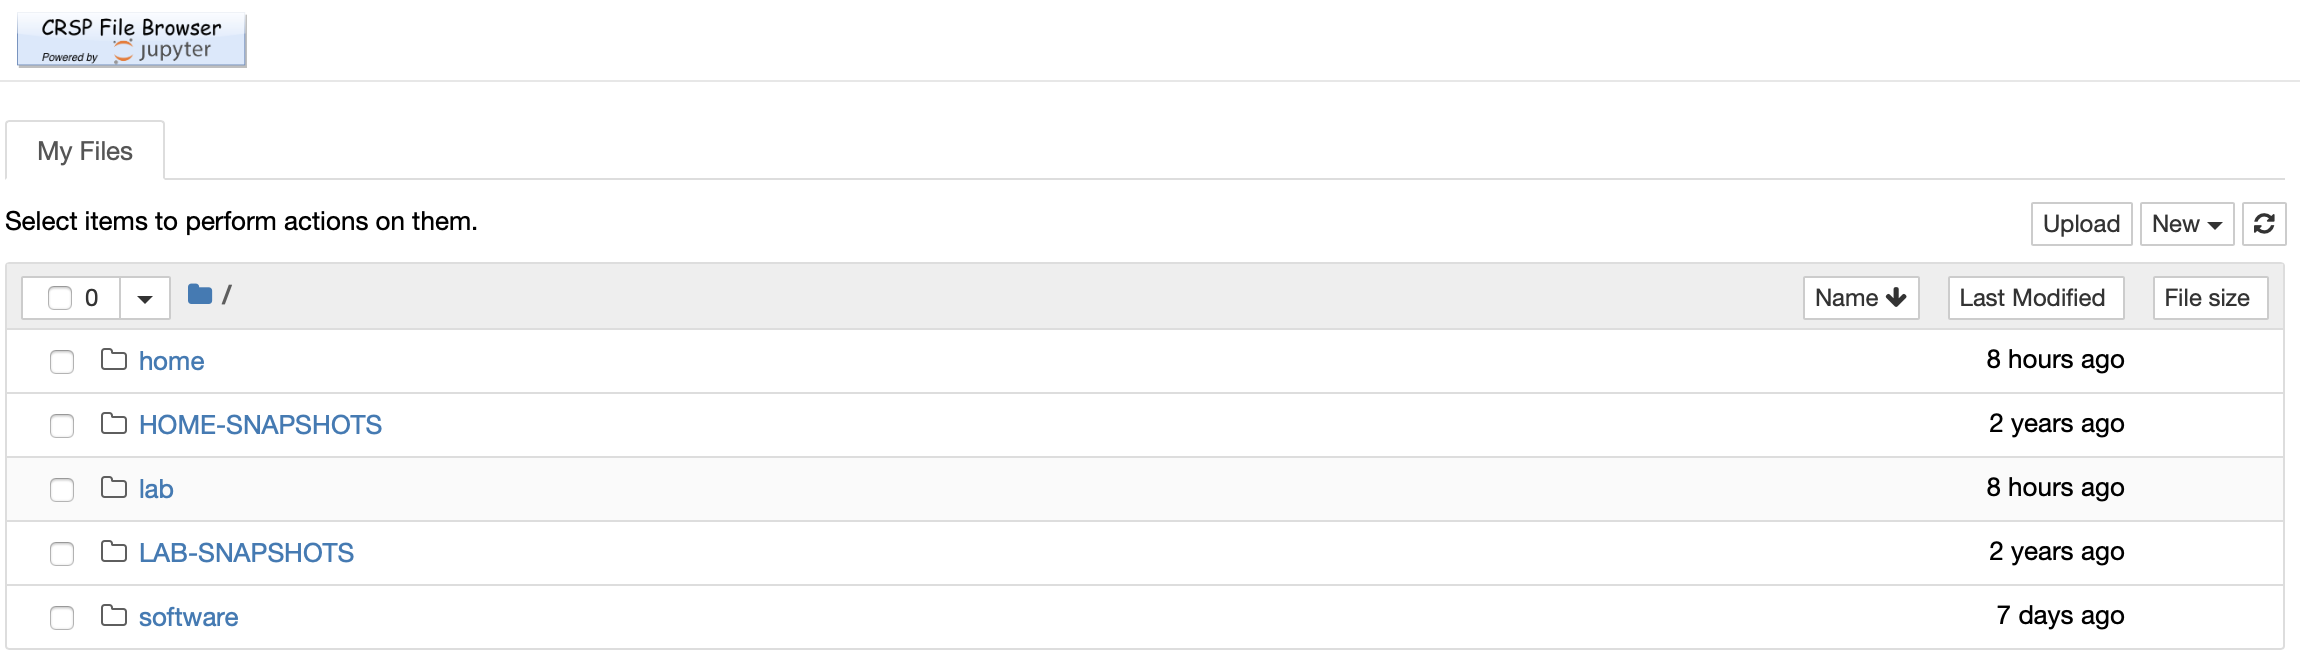 CRSP File Browser
Powered by jupyter
My Files
Select items to perform actions on them.
Upload New
0 / Name Last Modified File size
home 8 hours ago
HOME-SNAPSHOTS 2 years ago
lab 8 hours ago
LAB-SNAPSHOTS 2 years ago
software 7 days ago